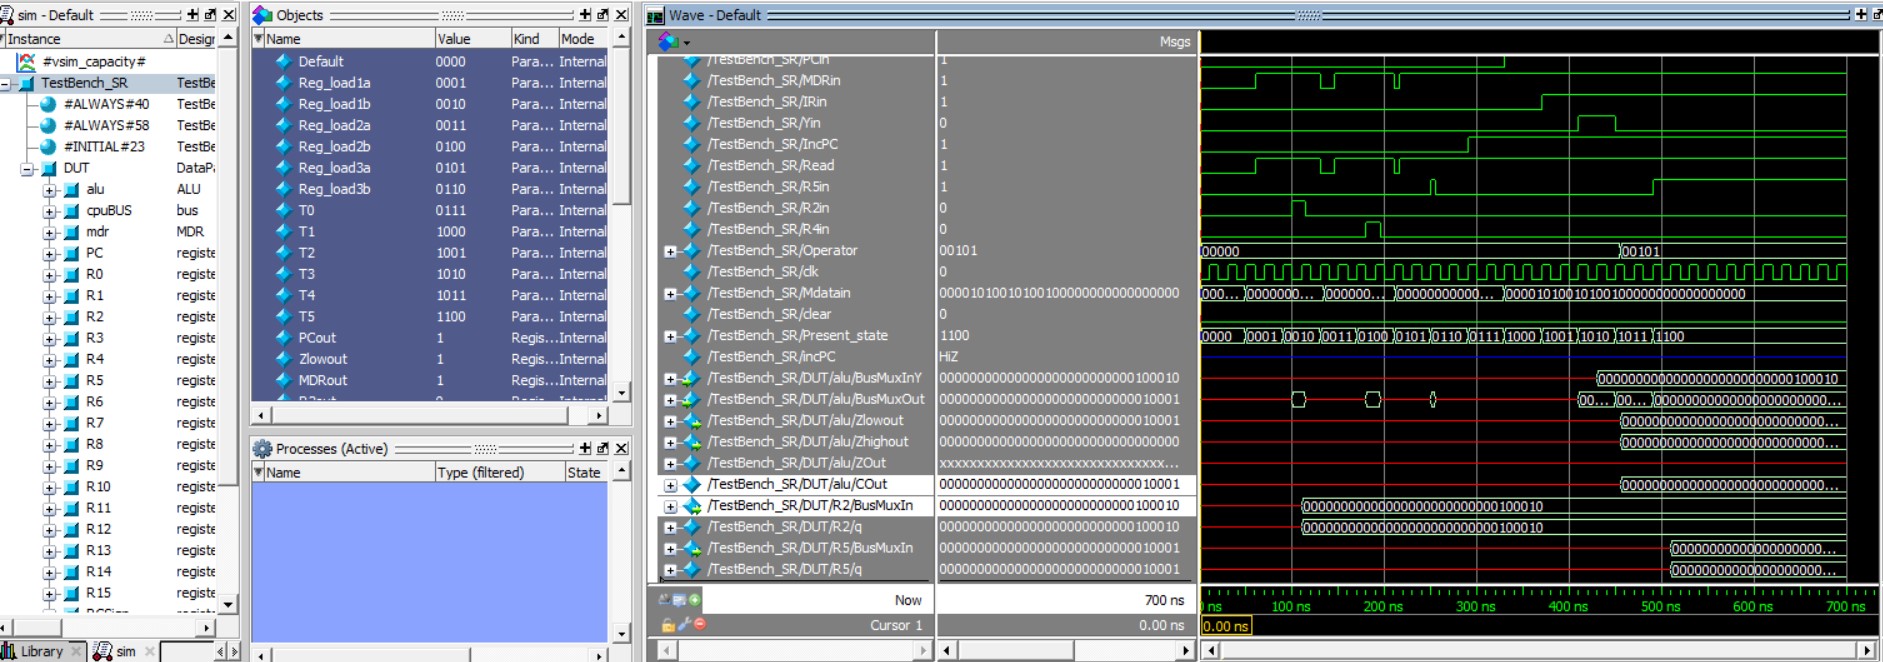 sim - Default
Instance Design
#vsim_capacity#
TestBench_SR TestBe
#ALWAYS#40 TestBe
#ALWAYS#58 TestBe
#INITIAL#23 TestBe
DUT DataPa
alu ALU
cpuBUS bus
mdr MDR
PC registe
R0 registe
R1 registe
R2 registe
R3 registe
R4 registe
R5 registe
R6 registe
R7 registe
R8 registe
R9 registe
R10 registe
R11 registe
R12 registe
R13 registe
R14 registe
R15 registe
Library sim
Objects
Name Value Kind Mode
Default 0000 Para... Internal
Reg_load1a 0001 Para... Internal
Reg_load1b 0010 Para... Internal
Reg_load2a 0011 Para... Internal
Reg_load2b 0100 Para... Internal
Reg_load3a 0101 Para... Internal
Reg_load3b 0110 Para... Internal
T0 0111 Para... Internal
T1 1000 Para... Internal
T2 1001 Para... Internal
T3 1010 Para... Internal
T4 1011 Para... Internal
T5 1100 Para... Internal
PCout 1 Regis... Internal
Zlowout 1 Regis... Internal
MDRout 1 Regis... Internal
Processes (Active)
Name Type (filtered) State
Wave - Default
Msgs
/TestBench_SR/PCin 1
/TestBench_SR/MDRin 1
/TestBench_SR/IRin 1
/TestBench_SR/Yin 0
/TestBench_SR/IncPC 1
/TestBench_SR/Read 1
/TestBench_SR/R5in 1
/TestBench_SR/R2in 0
/TestBench_SR/R4in 0
/TestBench_SR/Operator 00101 00000 00101
/TestBench_SR/clk 0
/TestBench_SR/Mdatain 00001010010100100000000000000000 000... 0000000... 000000... 00000000000... 00001010010100100000000000000000
/TestBench_SR/clear 0
/TestBench_SR/Present_state 1100 0000 0001 0010 0011 0100 0101 0110 0111 1000 1001 1010 1011 1100
/TestBench_SR/incPC HiZ
/TestBench_SR/DUT/alu/BusMuxInY 00000000000000000000000000100010 00000000000000000000000000100010
/TestBench_SR/DUT/alu/BusMuxOut 00000000000000000000000000010001 00... 00... 0000000000000000000000...
/TestBench_SR/DUT/alu/Zlowout 00000000000000000000000000010001
/TestBench_SR/DUT/alu/Zhighout 00000000000000000000000000000000
/TestBench_SR/DUT/alu/ZOut
/TestBench_SR/DUT/alu/COut 00000000000000000000000000010001
/TestBench_SR/DUT/R2/BusMuxIn 00000000000000000000000000100010 00000000000000000000000000100010
/TestBench_SR/DUT/R2/q 00000000000000000000000000100010 00000000000000000000000000100010
/TestBench_SR/DUT/R5/BusMuxIn 00000000000000000000000000010001
/TestBench_SR/DUT/R5/q 00000000000000000000000000010001
Now 700 ns
Cursor 1 0.00 ns
ns 100 ns 200 ns 300 ns 400 ns 500 ns 600 ns 700 ns
0.00 ns